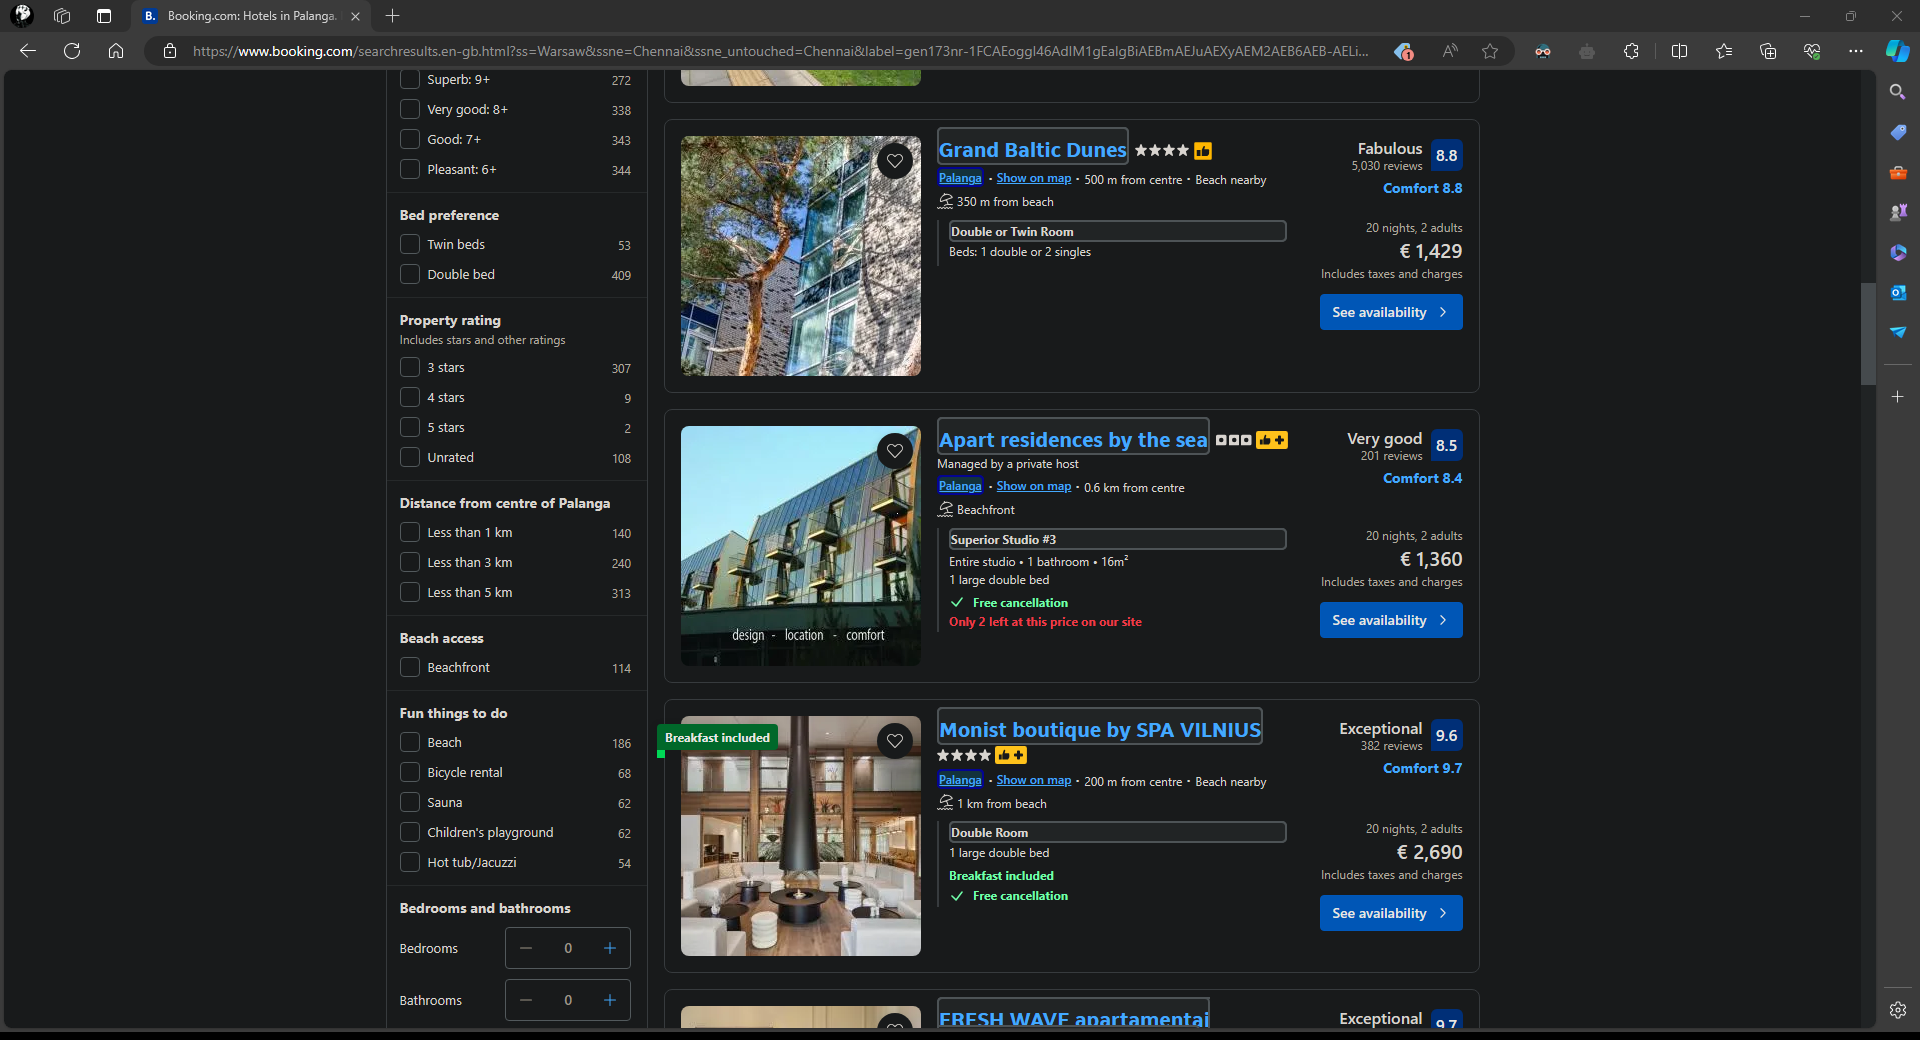 Booking.com: Hotels in Palanga.
https://www.booking.com/searchresults.en-gb.html?ss=Warsaw&ssne=Chennai&ssne_untouched=Chennai&label=gen173nr-1FCAEoggI46AdIM1gEalgBiAEBmAEJuAEXyAEM2AEB6AEB-AELi...
1
Superb: 9+ 272
Very good: 8+ 338
Good: 7+ 343
Pleasant: 6+ 344
Bed preference
Twin beds 53
Double bed 409
Property rating
Includes stars and other ratings
3 stars 307
4 stars 9
5 stars 2
Unrated 108
Distance from centre of Palanga
Less than 1 km 140
Less than 3 km 240
Less than 5 km 313
Beach access
Beachfront 114
Fun things to do
Beach 186
Bicycle rental 68
Sauna 62
Children's playground 62
Hot tub/Jacuzzi 54
Bedrooms and bathrooms
Bedrooms − 0 +
Bathrooms − 0 +
Grand Baltic Dunes
Palanga • Show on map • 500 m from centre • Beach nearby
350 m from beach
Double or Twin Room
Beds: 1 double or 2 singles
Fabulous 8.8
5,030 reviews
Comfort 8.8
20 nights, 2 adults
€ 1,429
Includes taxes and charges
See availability
design - location - comfort
Apart residences by the sea
Managed by a private host
Palanga • Show on map • 0.6 km from centre
Beachfront
Superior Studio #3
Entire studio • 1 bathroom • 16m²
1 large double bed
Free cancellation
Only 2 left at this price on our site
Very good 8.5
201 reviews
Comfort 8.4
20 nights, 2 adults
€ 1,360
Includes taxes and charges
See availability
Breakfast included
Monist boutique by SPA VILNIUS
Palanga • Show on map • 200 m from centre • Beach nearby
1 km from beach
Double Room
1 large double bed
Breakfast included
Free cancellation
Exceptional 9.6
382 reviews
Comfort 9.7
20 nights, 2 adults
€ 2,690
Includes taxes and charges
See availability
FRESH WAVE apartamentai
Exceptional 9.7